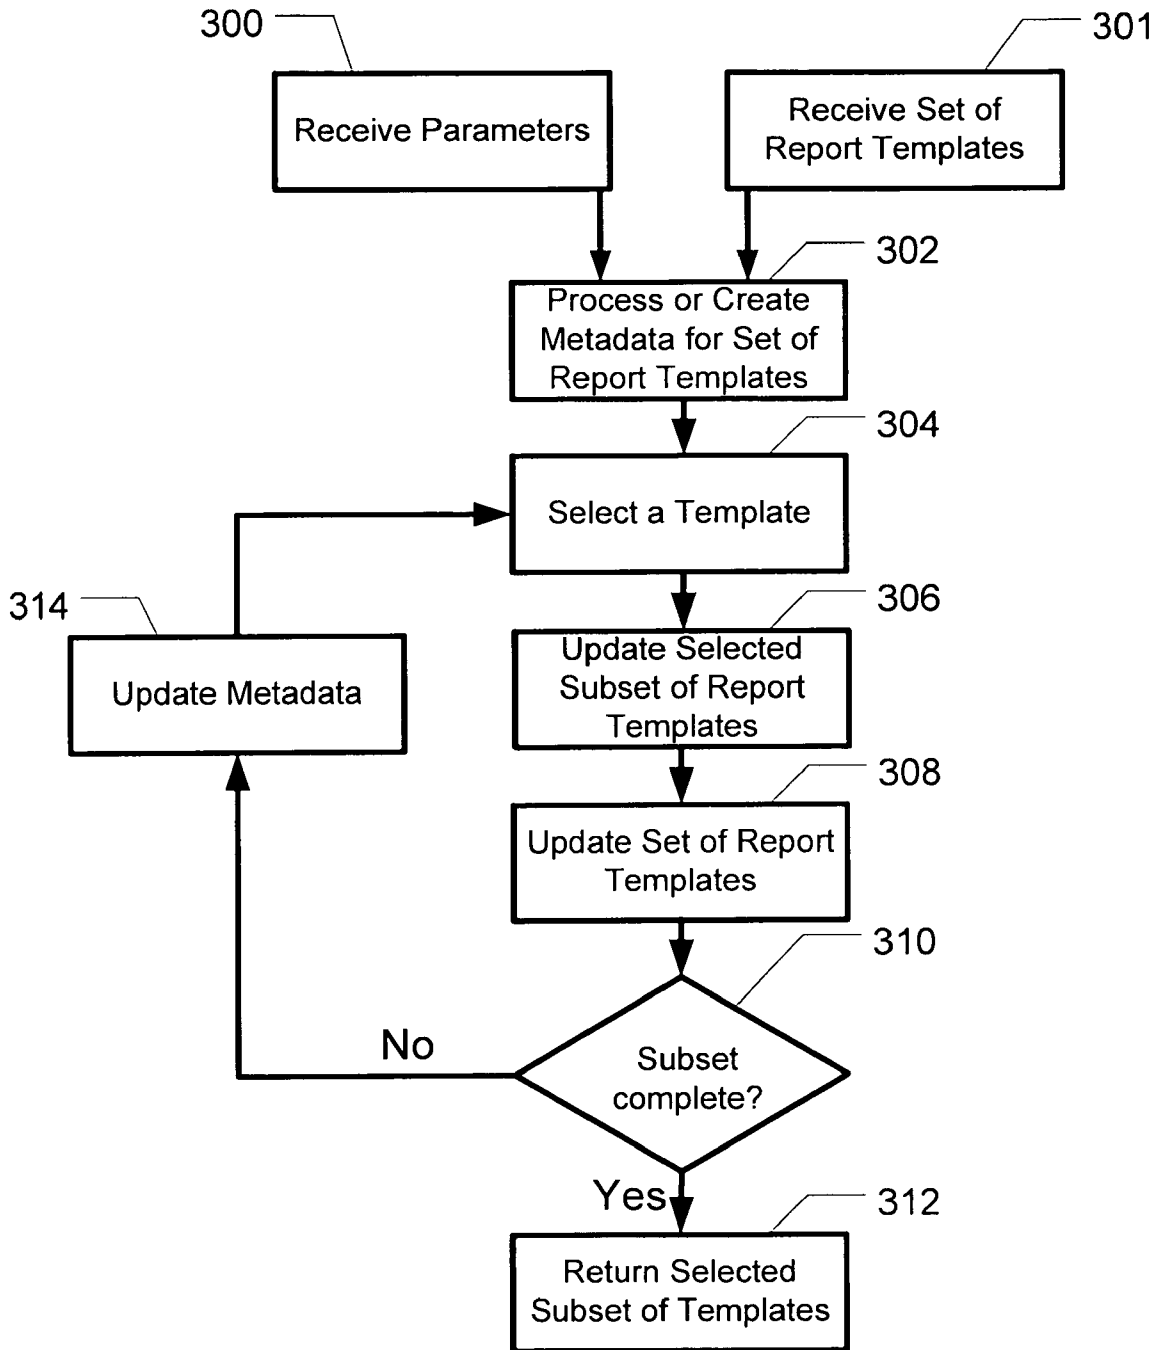 300
301
Receive Parameters
Receive Set of
Report Templates
302
Process or Create
Metadata for Set of
Report Templates
304
Select a Template
314
306
Update Metadata
Update Selected
Subset of Report
Templates
308
Update Set of Report
Templates
310
No
Subset
complete?
Yes
312
Return Selected
Subset of Templates